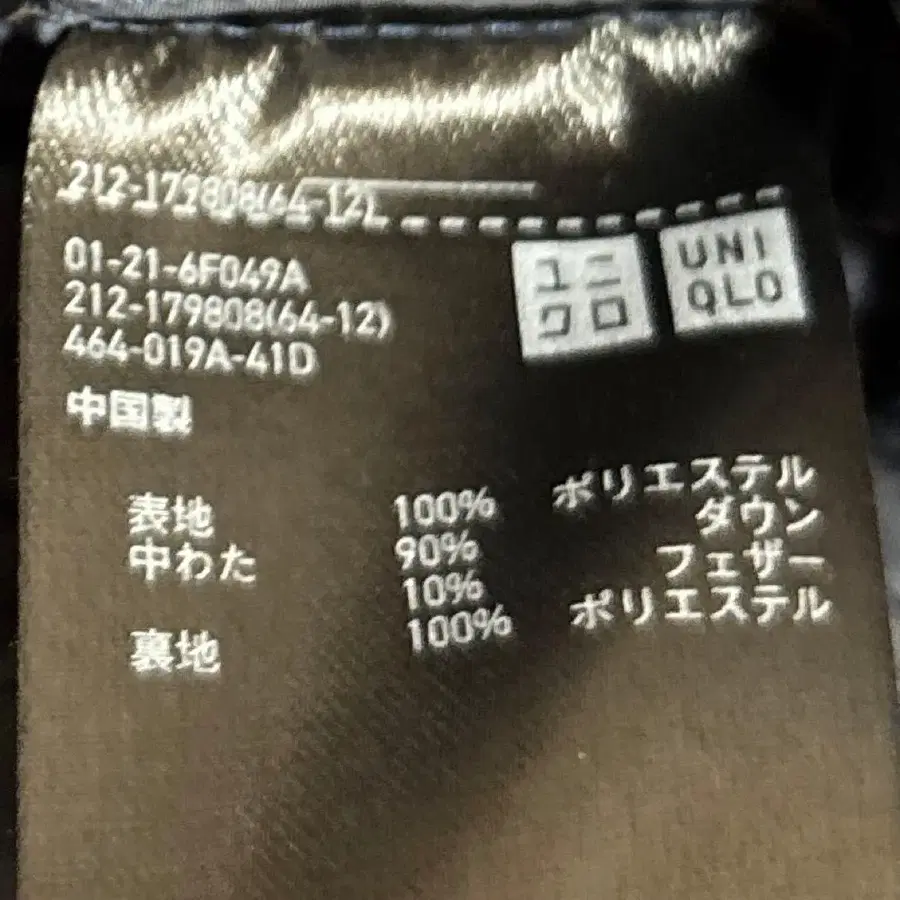 212-179808(64-12)
ユニ
クロ
UNI
QLO
01-21-6F049A
212-179808(64-12)
464-019A-41D
中国製
表地 100% ポリエステル
中わた 90% ダウン
10% フェザー
裏地 100% ポリエステル